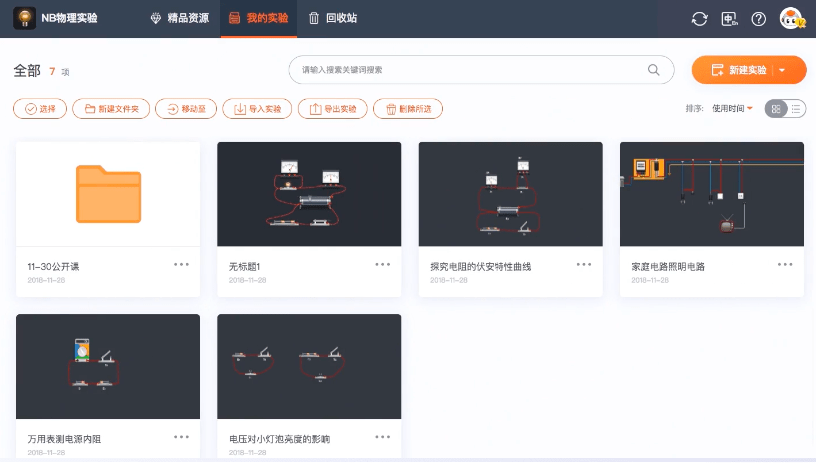 NB物理实验
精品资源
我的实验
回收站
中En
全部 7 项
请输入搜索关键词搜索
新建实验
选择
新建文件夹
移动至
导入实验
导出实验
删除所选
排序: 使用时间
11-30公开课
2018-11-26
无标题1
2018-11-28
探究电阻的伏安特性曲线
2018-11-28
家庭电路照明电路
2018-11-28
万用表测电源内阻
2018-11-28
电压对小灯泡亮度的影响
2018-11-28